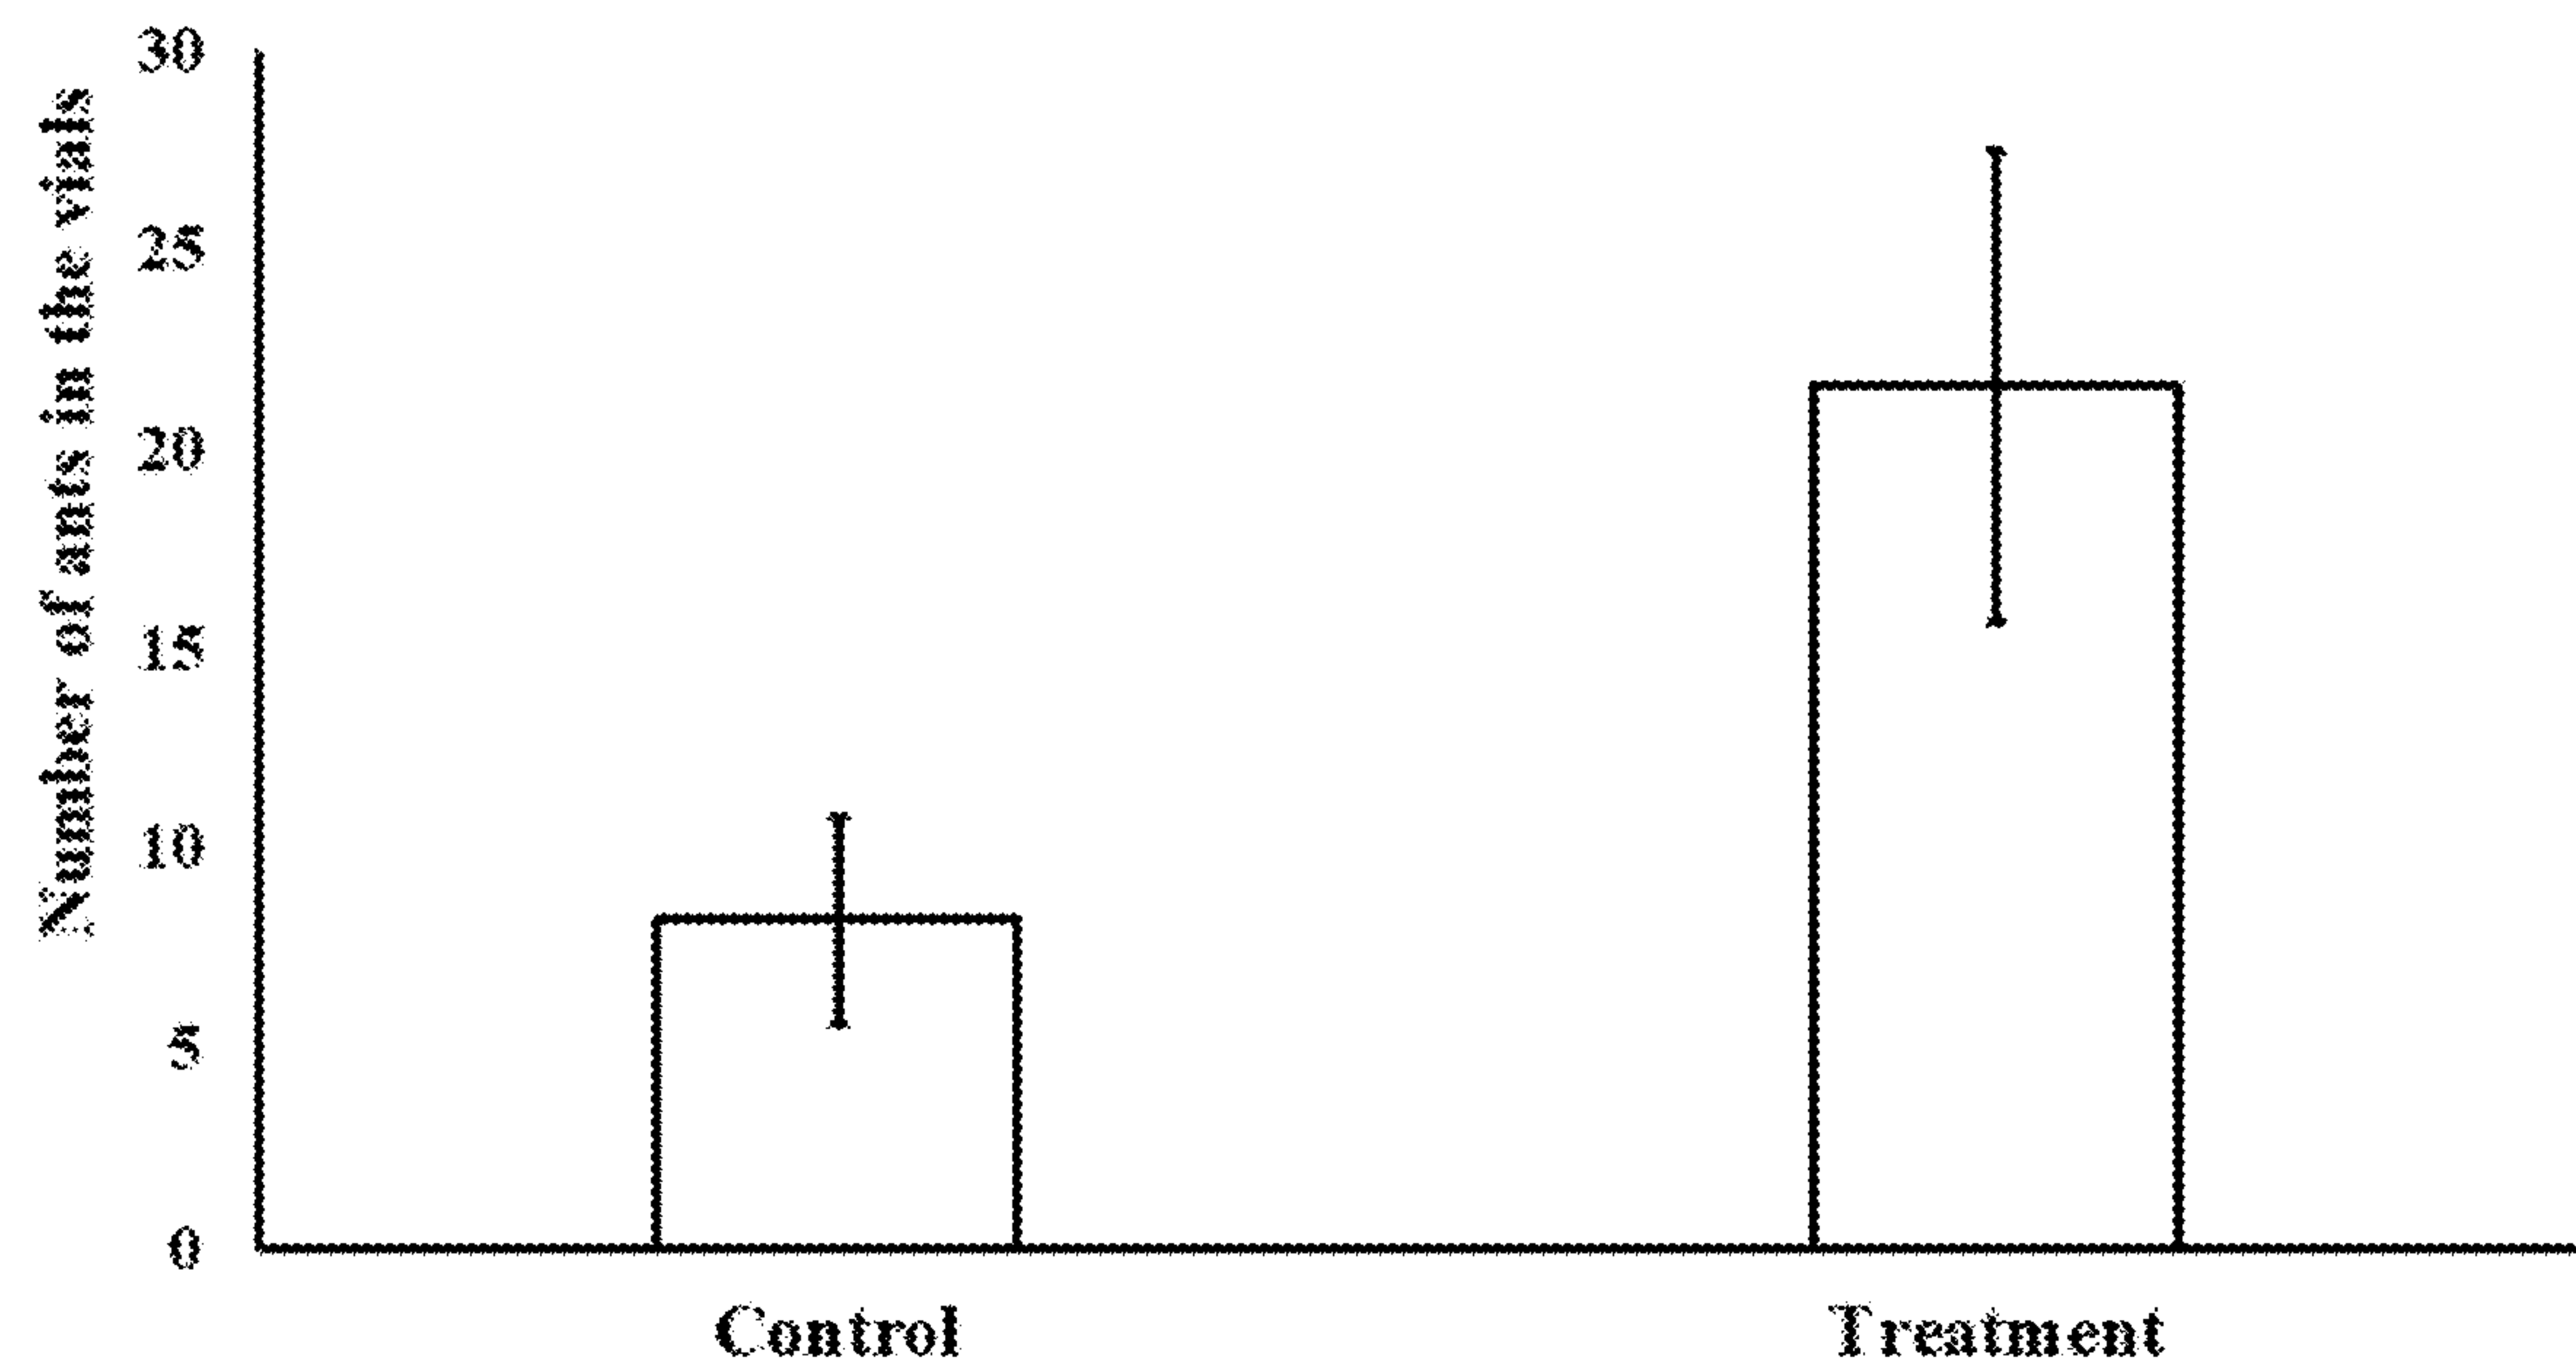 Number of ants in the vials
30
25
20
15
10
5
0
Control
Treatment